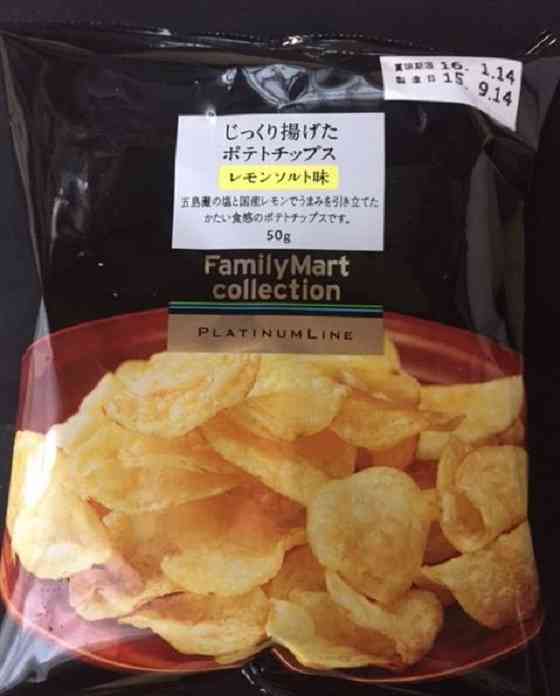 賞味期限 16. 1.14
製造日 15. 9.14
じっくり揚げた
ポテトチップス
レモンソルト味
五島灘の塩と国産レモンでうまみを引き立てた
かたい食感のポテトチップスです。
50g
FamilyMart
collection
PLATINUMLINE